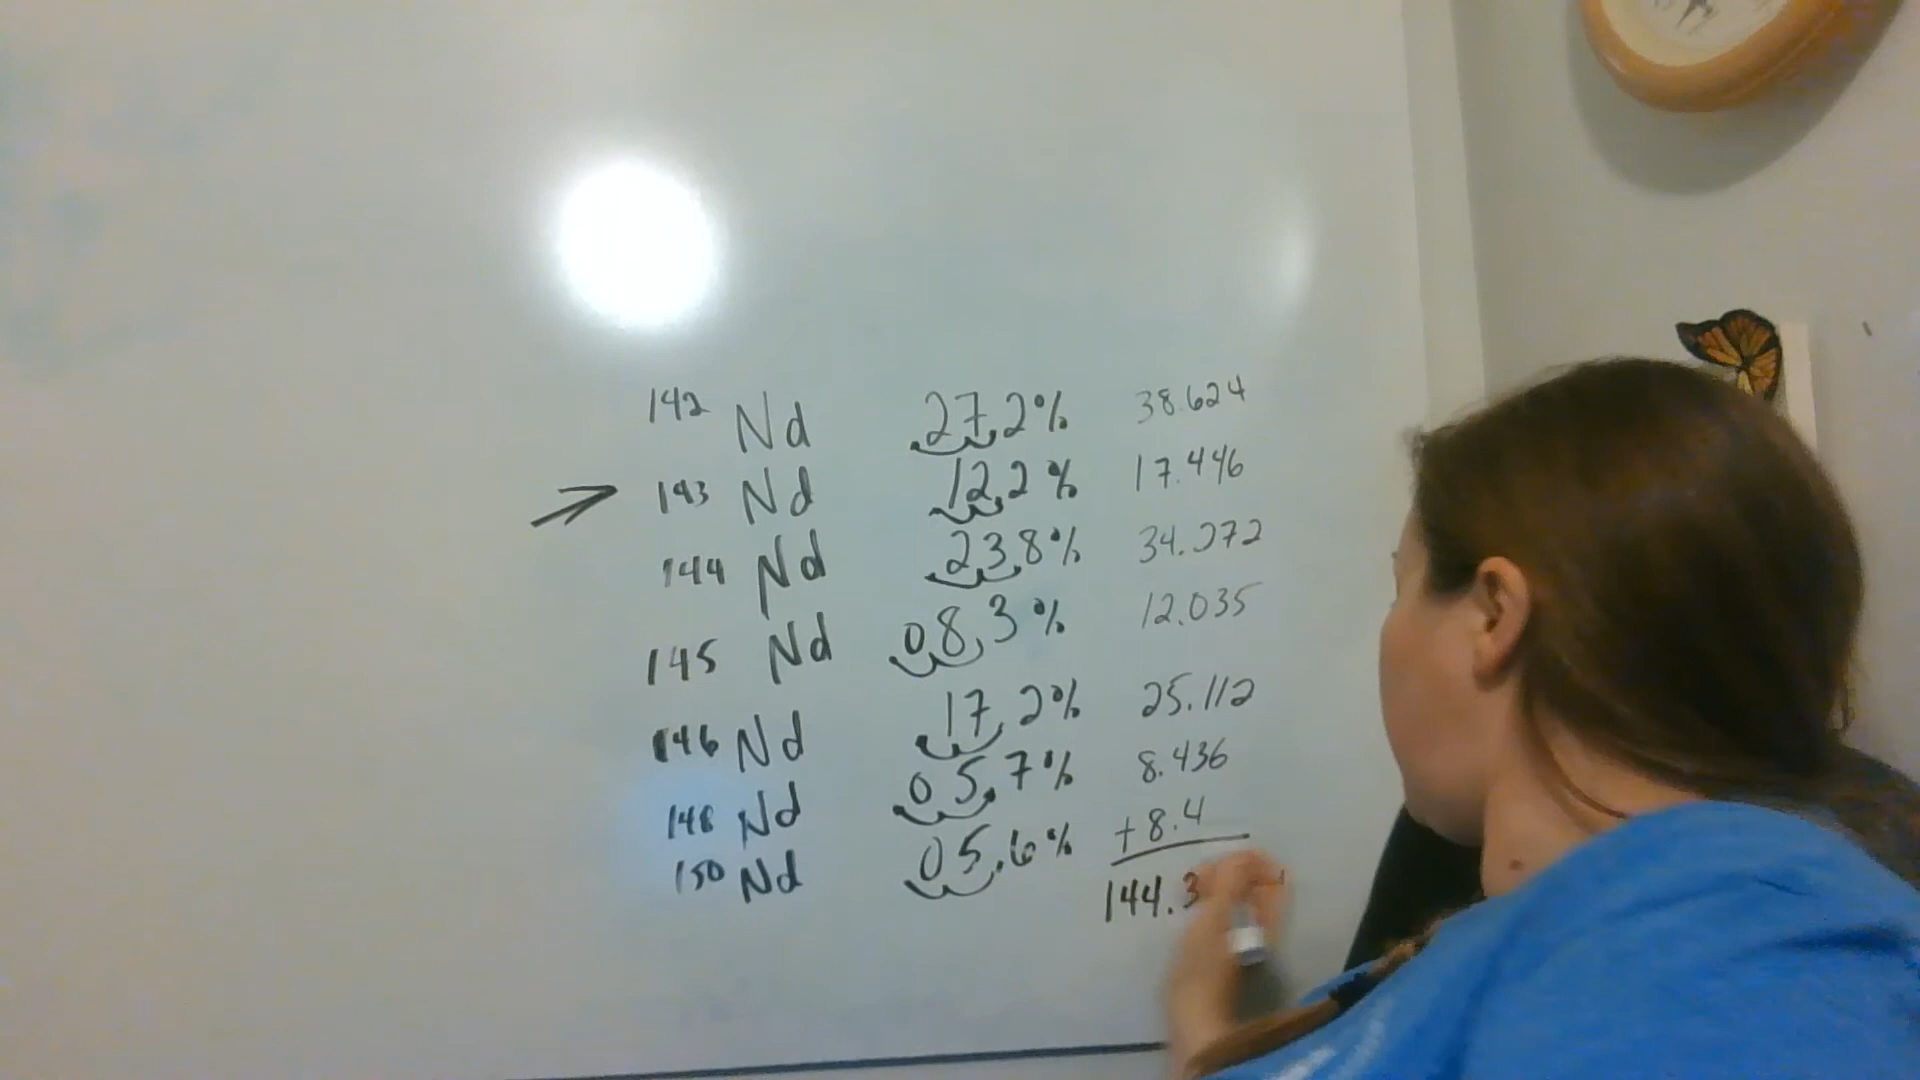 142 Nd 27.2% 38.624
143 Nd 12.2% 17.446
144 Nd 23.8% 34.272
145 Nd 08.3% 12.035
146 Nd 17.2% 25.112
148 Nd 05.7% 8.436
150 Nd 05.6% +8.4
144.3